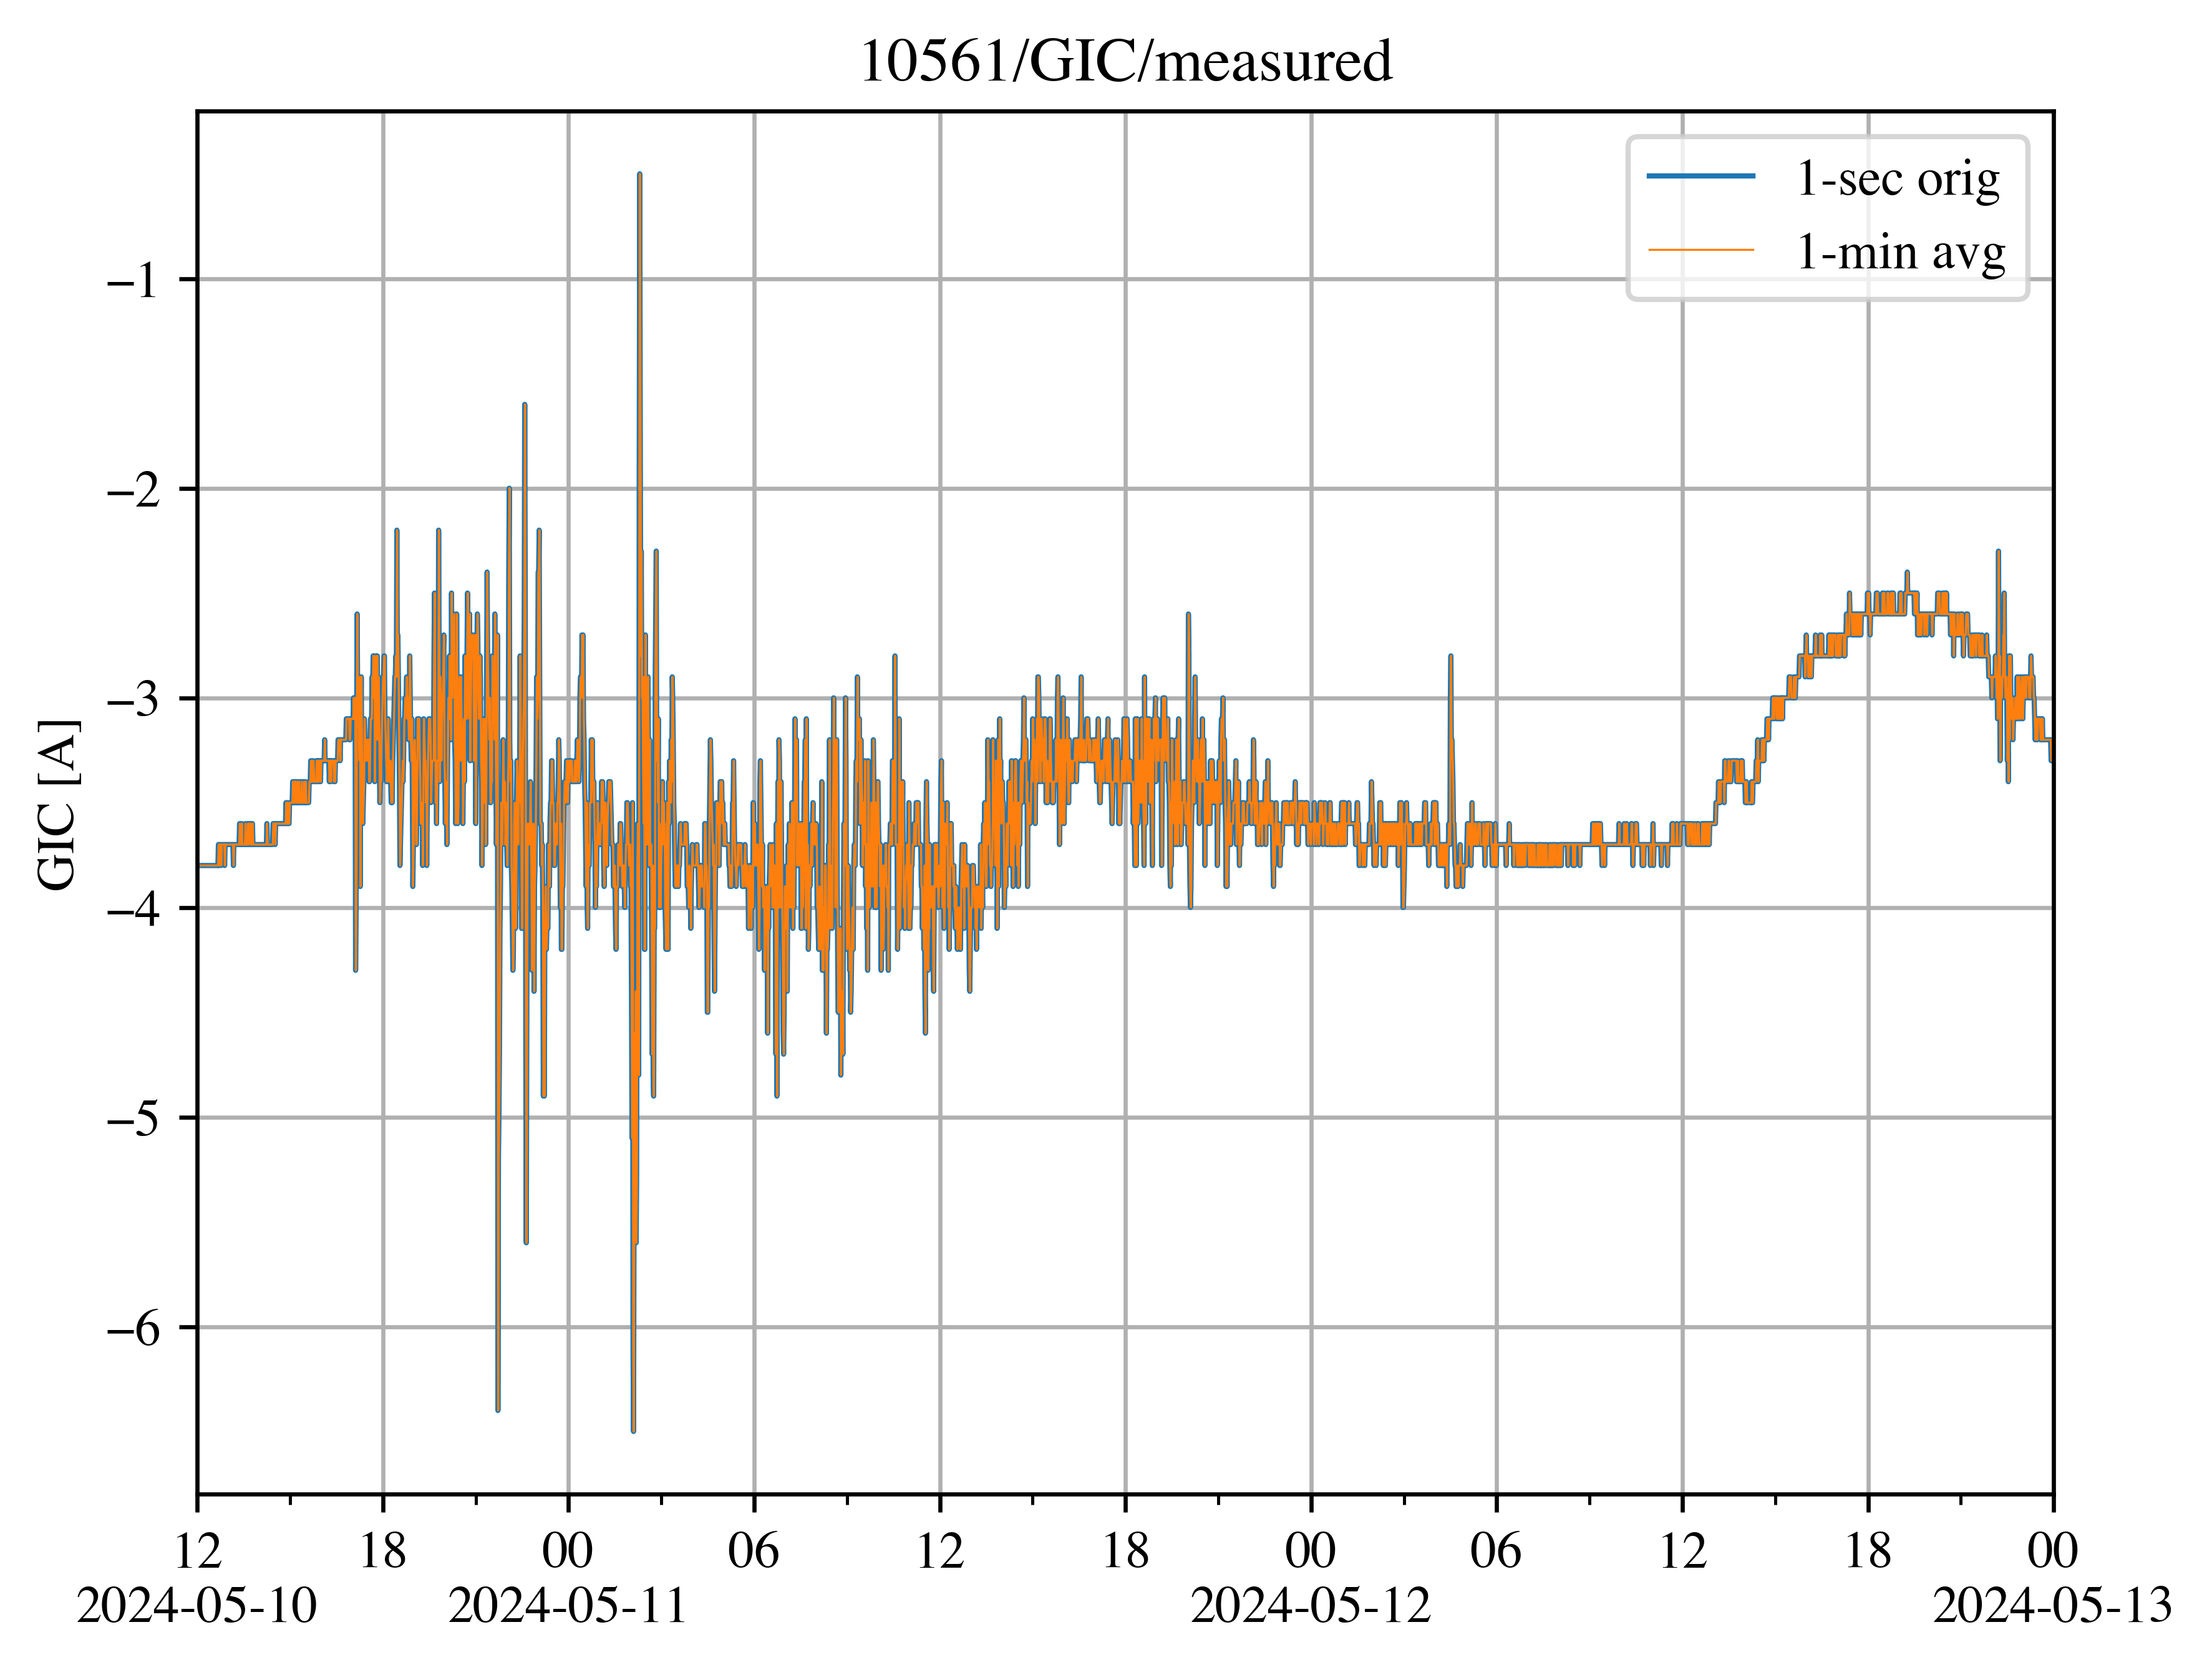 10561/GIC/measured
1-sec orig
1-min avg
GIC [A]
−1
−2
−3
−4
−5
−6
12 18 00 06 12 18 00 06 12 18 00
2024-05-10 2024-05-11 2024-05-12 2024-05-13